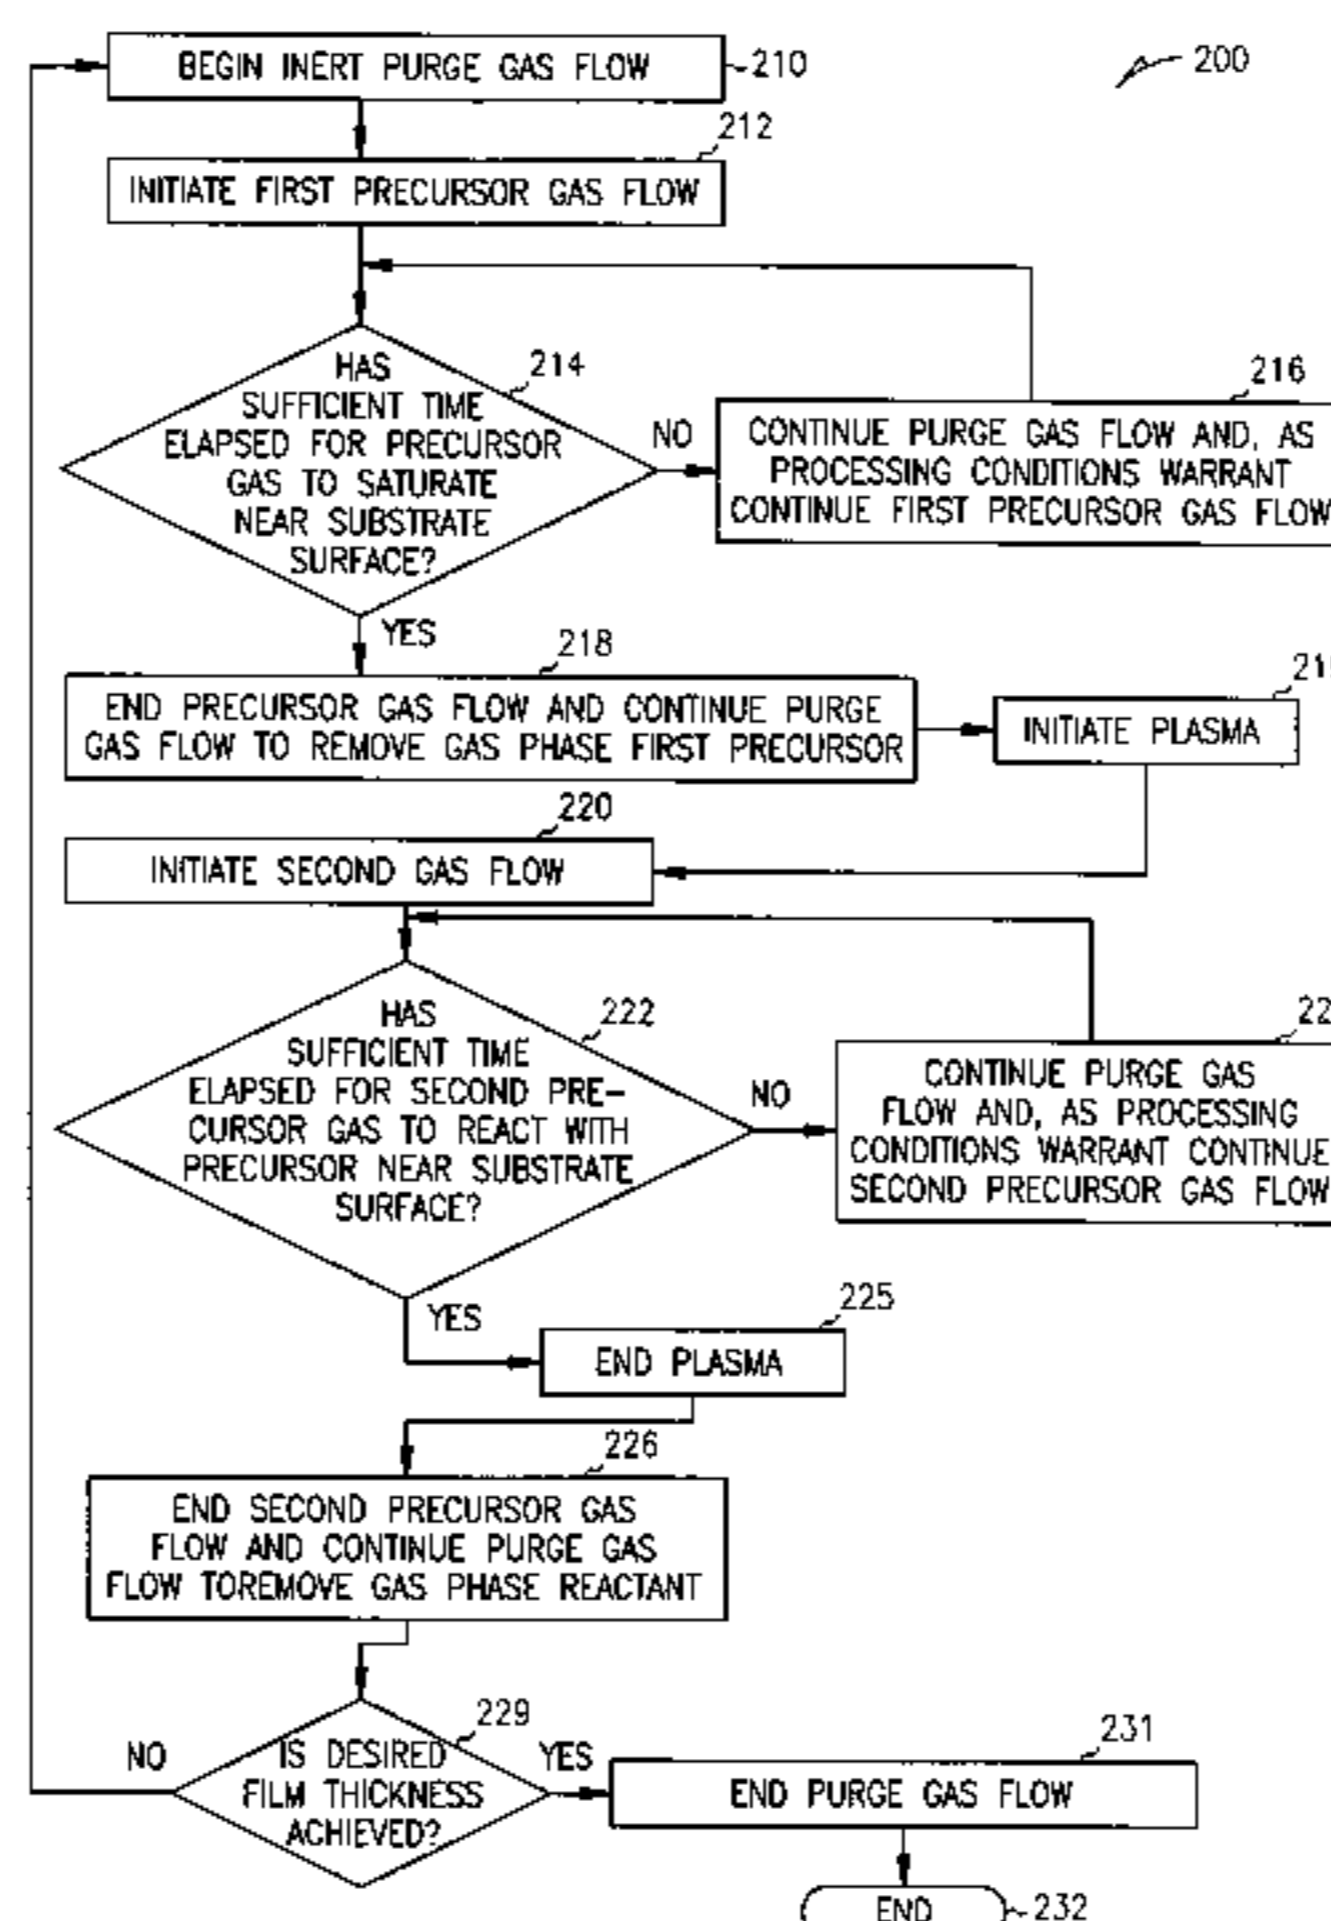 BEGIN INERT PURGE GAS FLOW
210
200
212
INITIATE FIRST PRECURSOR GAS FLOW
214
HAS
SUFFICIENT TIME
ELAPSED FOR PRECURSOR
GAS TO SATURATE
NEAR SUBSTRATE
SURFACE?
NO
216
CONTINUE PURGE GAS FLOW AND, AS
PROCESSING CONDITIONS WARRANT
CONTINUE FIRST PRECURSOR GAS FLOW
YES
218
END PRECURSOR GAS FLOW AND CONTINUE PURGE
GAS FLOW TO REMOVE GAS PHASE FIRST PRECURSOR
INITIATE PLASMA
220
INITIATE SECOND GAS FLOW
222
HAS
SUFFICIENT TIME
ELAPSED FOR SECOND PRE-
CURSOR GAS TO REACT WITH
PRECURSOR NEAR SUBSTRATE
SURFACE?
NO
CONTINUE PURGE GAS
FLOW AND, AS PROCESSING
CONDITIONS WARRANT CONTINUE
SECOND PRECURSOR GAS FLOW
YES
225
END PLASMA
226
END SECOND PRECURSOR GAS
FLOW AND CONTINUE PURGE GAS
FLOW TOREMOVE GAS PHASE REACTANT
229
IS DESIRED
FILM THICKNESS
ACHIEVED?
NO
YES
231
END PURGE GAS FLOW
END
232